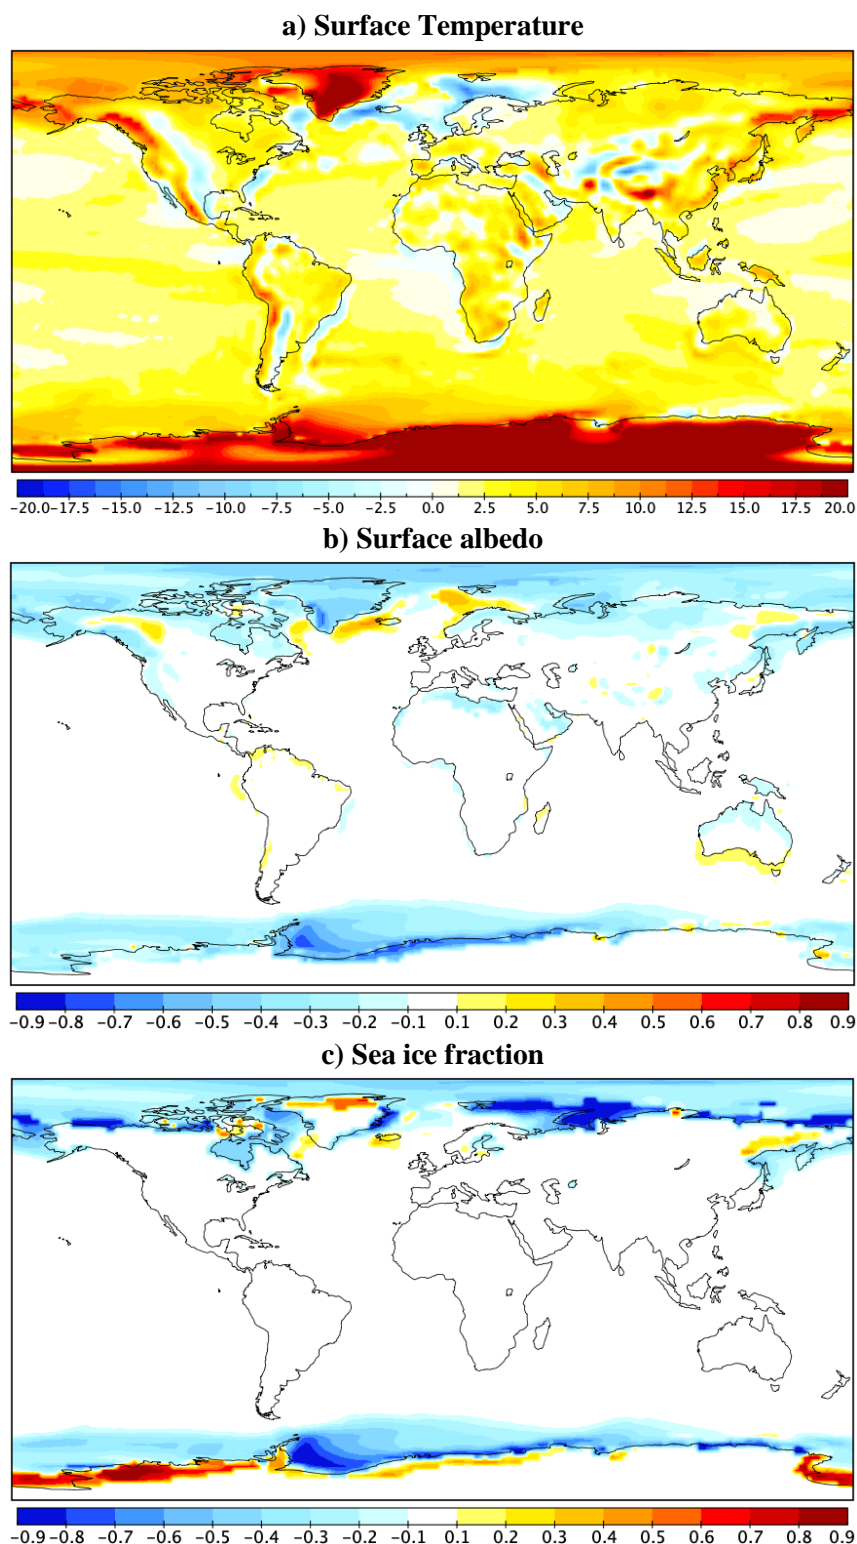 a) Surface Temperature
−20.0−17.5 −15.0 −12.5 −10.0 −7.5 −5.0 −2.5 0.0 2.5 5.0 7.5 10.0 12.5 15.0 17.5 20.0
b) Surface albedo
−0.9 −0.8 −0.7 −0.6 −0.5 −0.4 −0.3 −0.2 −0.1 0.1 0.2 0.3 0.4 0.5 0.6 0.7 0.8 0.9
c) Sea ice fraction
−0.9 −0.8 −0.7 −0.6 −0.5 −0.4 −0.3 −0.2 −0.1 0.1 0.2 0.3 0.4 0.5 0.6 0.7 0.8 0.9